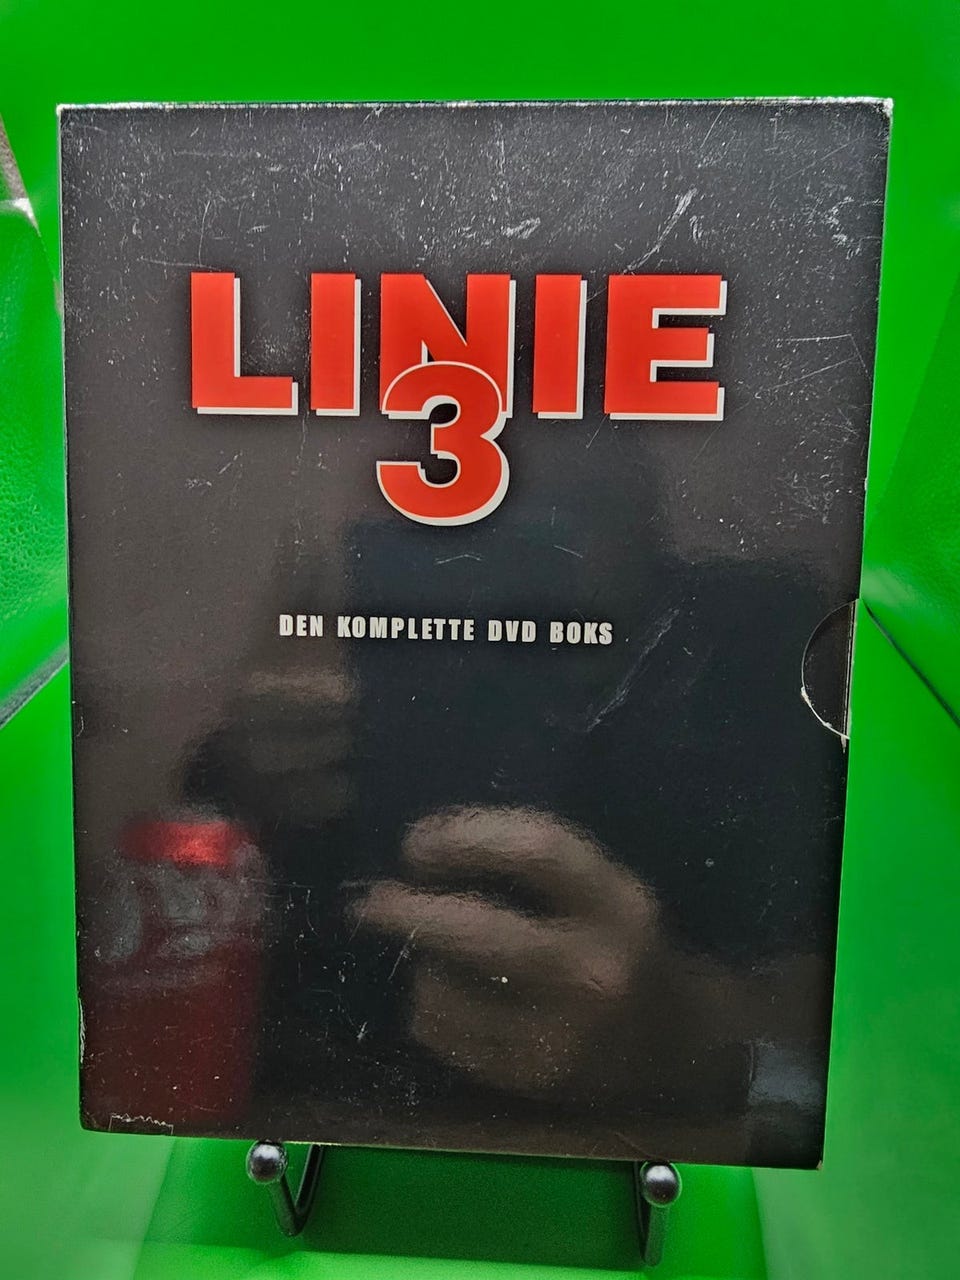 LINIE
3
DEN KOMPLETTE DVD BOKS